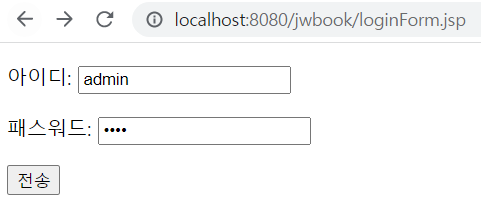 localhost:8080/jwbook/loginForm.jsp
아이디: admin
패스워드: ••••
전송